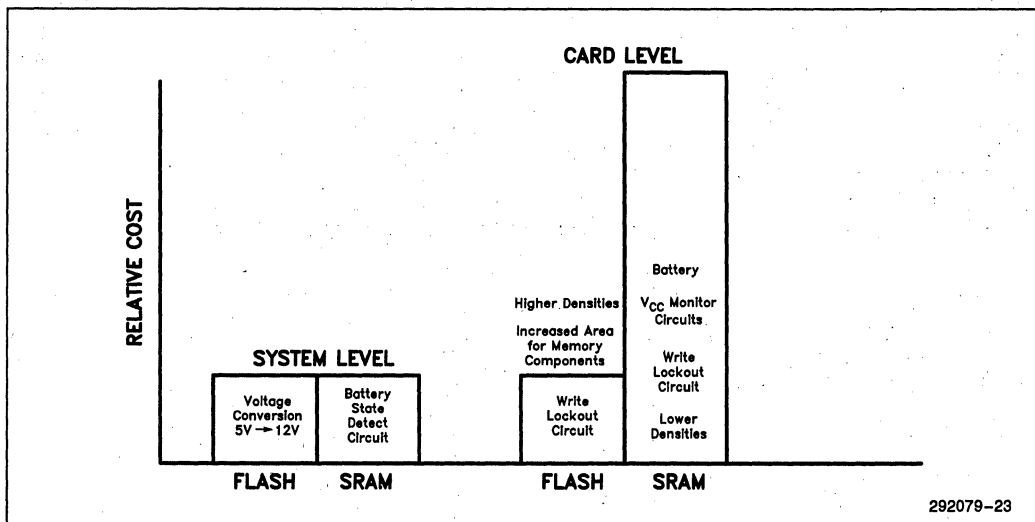 CARD LEVEL
RELATIVE COST
SYSTEM LEVEL
Voltage
Conversion
5V → 12V
Battery
State
Detect
Circuit
Higher Densities
Increased Area
for Memory
Components
Write
Lockout
Circuit
Battery
VCC Monitor
Circuits
Write
Lockout
Circuit
Lower
Densities
FLASH SRAM FLASH SRAM
292079-23